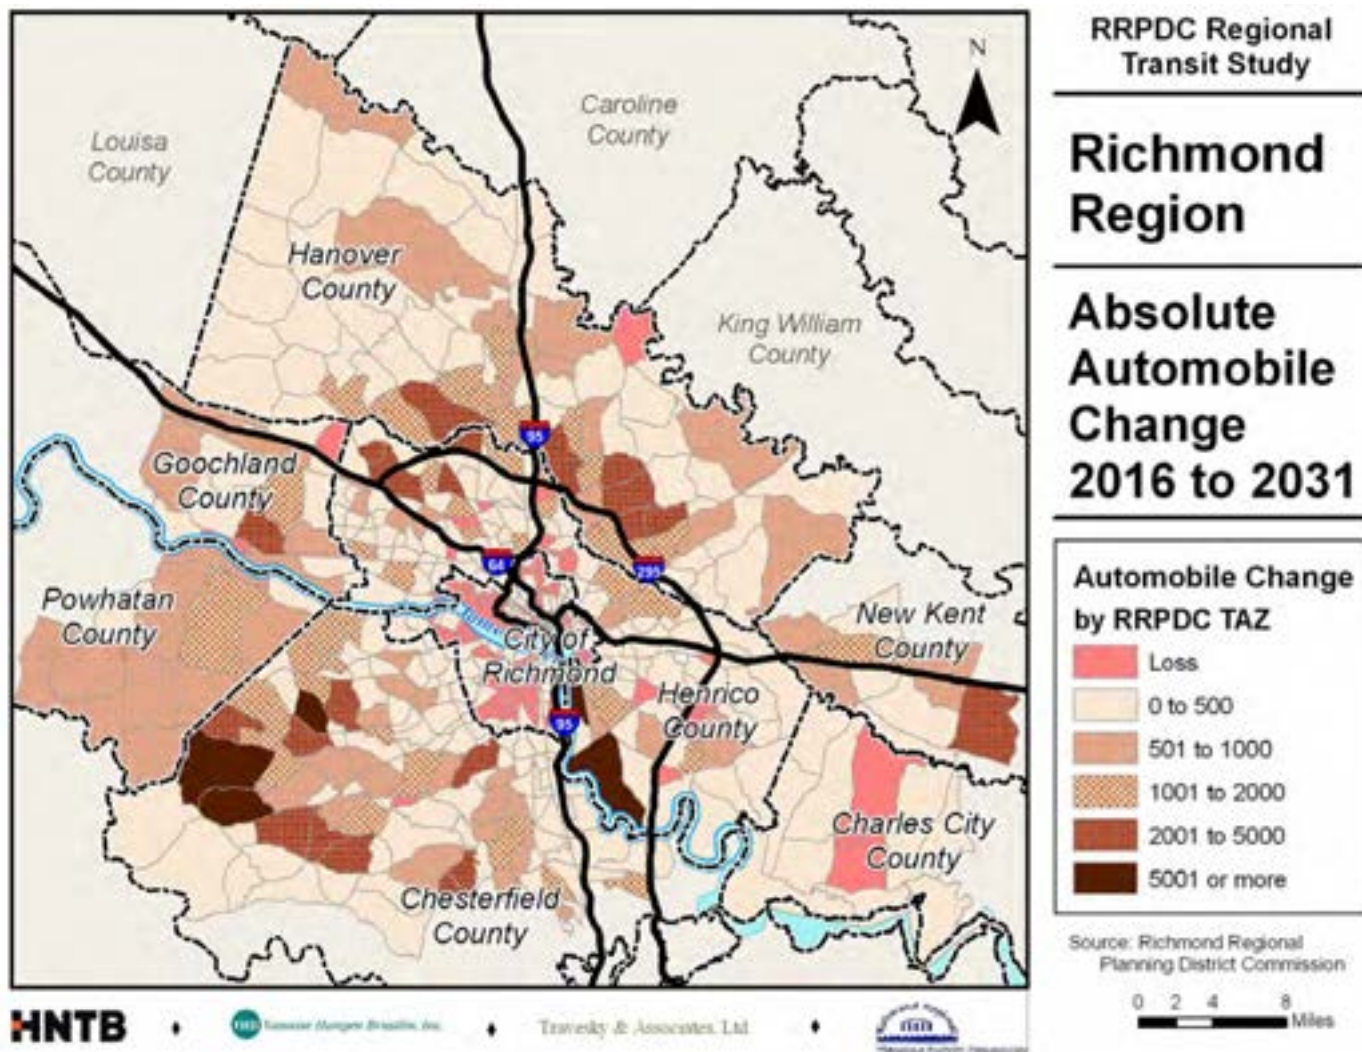 RRPDC Regional
Transit Study
Richmond
Region
Absolute
Automobile
Change
2016 to 2031
Automobile Change
by RRPDC TAZ
Loss
0 to 500
501 to 1000
1001 to 2000
2001 to 5000
5001 or more
Source: Richmond Regional
Planning District Commission
0 2 4 8
Miles
N
Caroline
County
Louisa
County
Hanover
County
King William
County
95
Goochland
County
64
295
Powhatan
County
New Kent
County
City of
Richmond
Henrico
County
95
Charles City
County
Chesterfield
County
HNTB
Travesky & Associates, Ltd